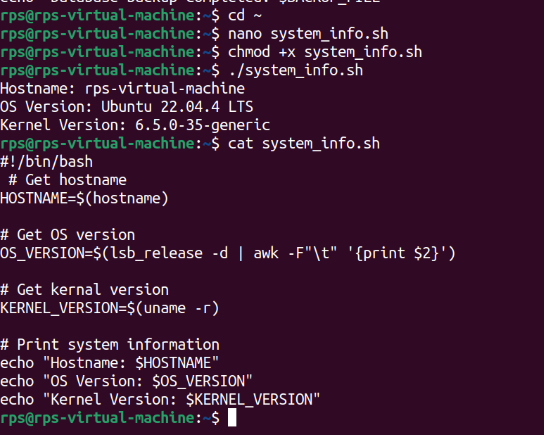 rps@rps-virtual-machine:~$ cd ~
rps@rps-virtual-machine:~$ nano system_info.sh
rps@rps-virtual-machine:~$ chmod +x system_info.sh
rps@rps-virtual-machine:~$ ./system_info.sh
Hostname: rps-virtual-machine
OS Version: Ubuntu 22.04.4 LTS
Kernel Version: 6.5.0-35-generic
rps@rps-virtual-machine:~$ cat system_info.sh
#!/bin/bash
 # Get hostname
HOSTNAME=$(hostname)

# Get OS version
OS_VERSION=$(lsb_release -d | awk -F"\t" '{print $2}')

# Get kernal version
KERNEL_VERSION=$(uname -r)

# Print system information
echo "Hostname: $HOSTNAME"
echo "OS Version: $OS_VERSION"
echo "Kernel Version: $KERNEL_VERSION"
rps@rps-virtual-machine:~$